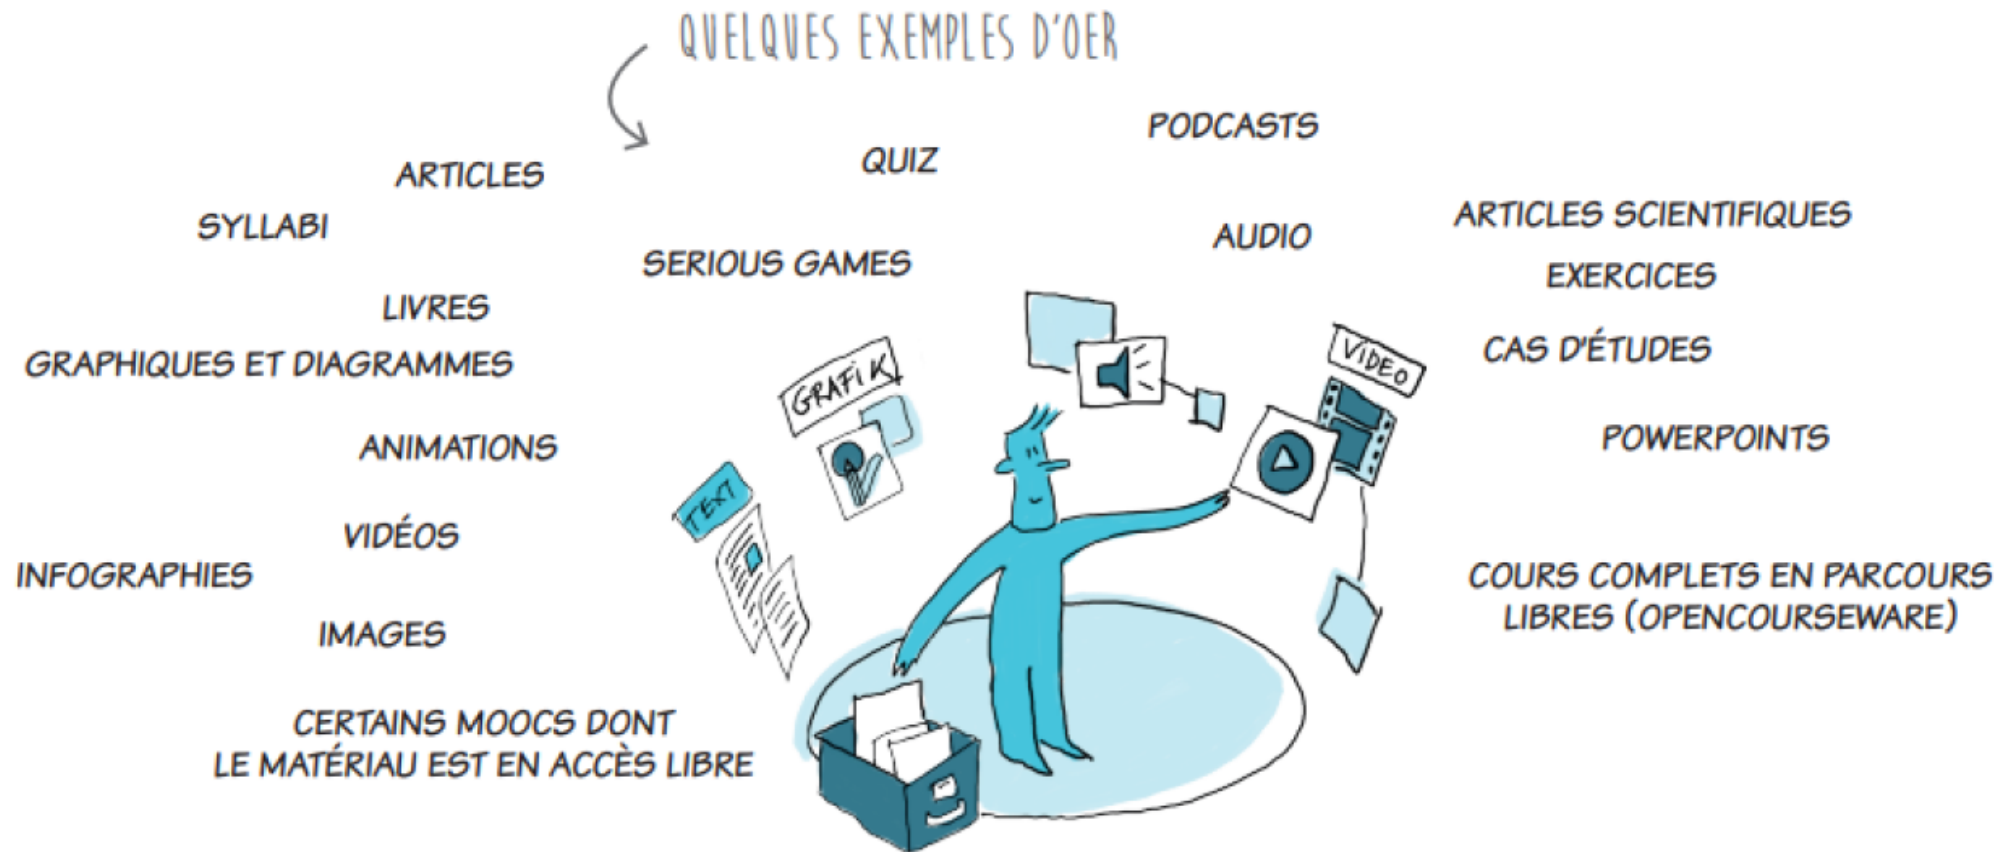 QUELQUES EXEMPLES D'OER
PODCASTS
QUIZ
ARTICLES
ARTICLES SCIENTIFIQUES
SYLLABI
AUDIO
SERIOUS GAMES
EXERCICES
LIVRES
CAS D'ÉTUDES
GRAPHIQUES ET DIAGRAMMES
VIDEO
GRAFIK
POWERPOINTS
ANIMATIONS
TEXT
VIDÉOS
INFOGRAPHIES
COURS COMPLETS EN PARCOURS
LIBRES (OPENCOURSEWARE)
IMAGES
CERTAINS MOOCS DONT
LE MATÉRIAU EST EN ACCÈS LIBRE